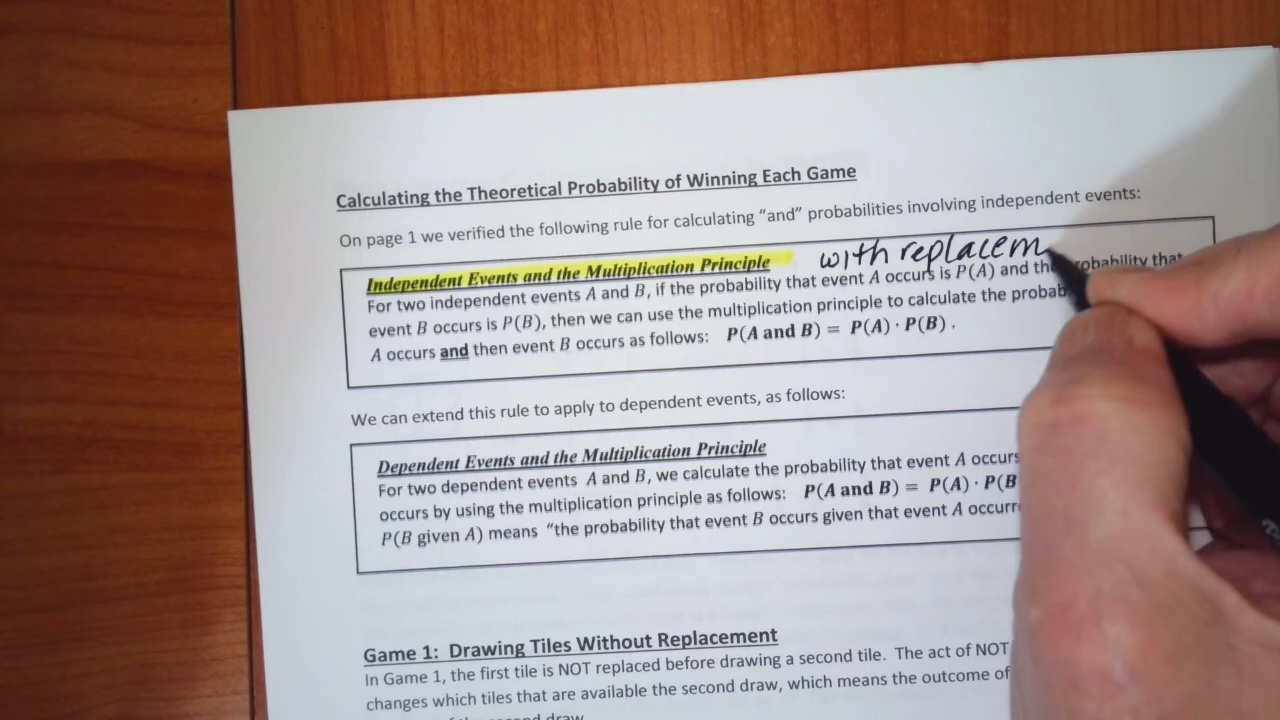 Calculating the Theoretical Probability of Winning Each Game
On page 1 we verified the following rule for calculating “and” probabilities involving independent events:
Independent Events and the Multiplication Principle with replacem
For two independent events A and B, if the probability that event A occurs is P(A) and the probability that
event B occurs is P(B), then we can use the multiplication principle to calculate the probab
A occurs and then event B occurs as follows: P(A and B) = P(A) · P(B) .
We can extend this rule to apply to dependent events, as follows:
Dependent Events and the Multiplication Principle
For two dependent events A and B, we calculate the probability that event A occurs
occurs by using the multiplication principle as follows: P(A and B) = P(A) · P(B
P(B given A) means “the probability that event B occurs given that event A occurr
Game 1: Drawing Tiles Without Replacement
In Game 1, the first tile is NOT replaced before drawing a second tile. The act of NOT
changes which tiles that are available the second draw, which means the outcome of
second draw